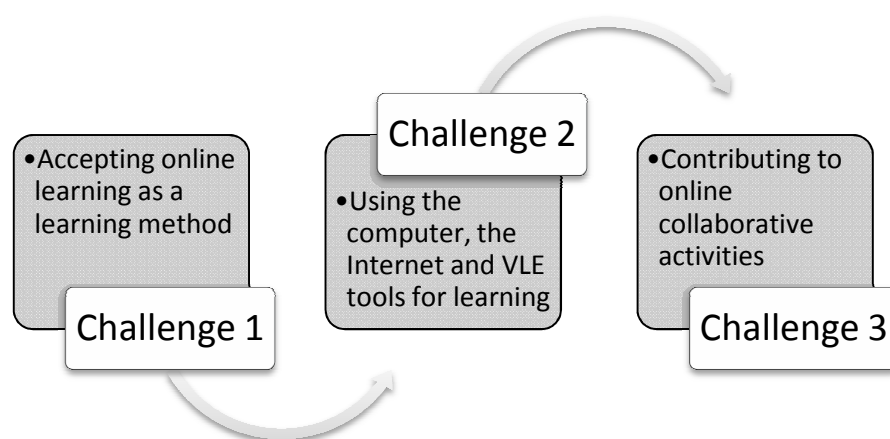 •Accepting online
learning as a
learning method
Challenge 1
Challenge 2
•Using the
computer, the
Internet and VLE
tools for learning
•Contributing to
online
collaborative
activities
Challenge 3